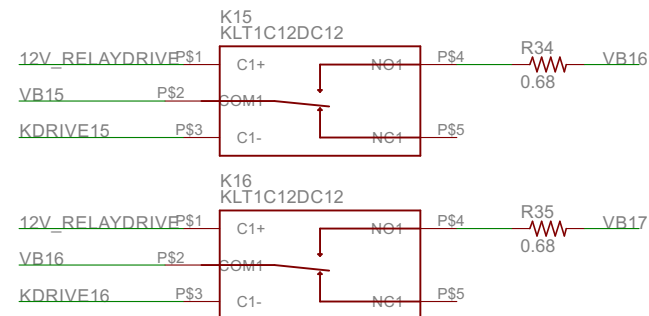 K15
KLT1C12DC12
12V_RELAYDRIVE P$1 C1+ NO1 P$4 R34 VB16
0.68
VB15 P$2 COM1
KDRIVE15 P$3 C1- NC1 P$5
K16
KLT1C12DC12
12V_RELAYDRIVE P$1 C1+ NO1 P$4 R35 VB17
0.68
VB16 P$2 COM1
KDRIVE16 P$3 C1- NC1 P$5